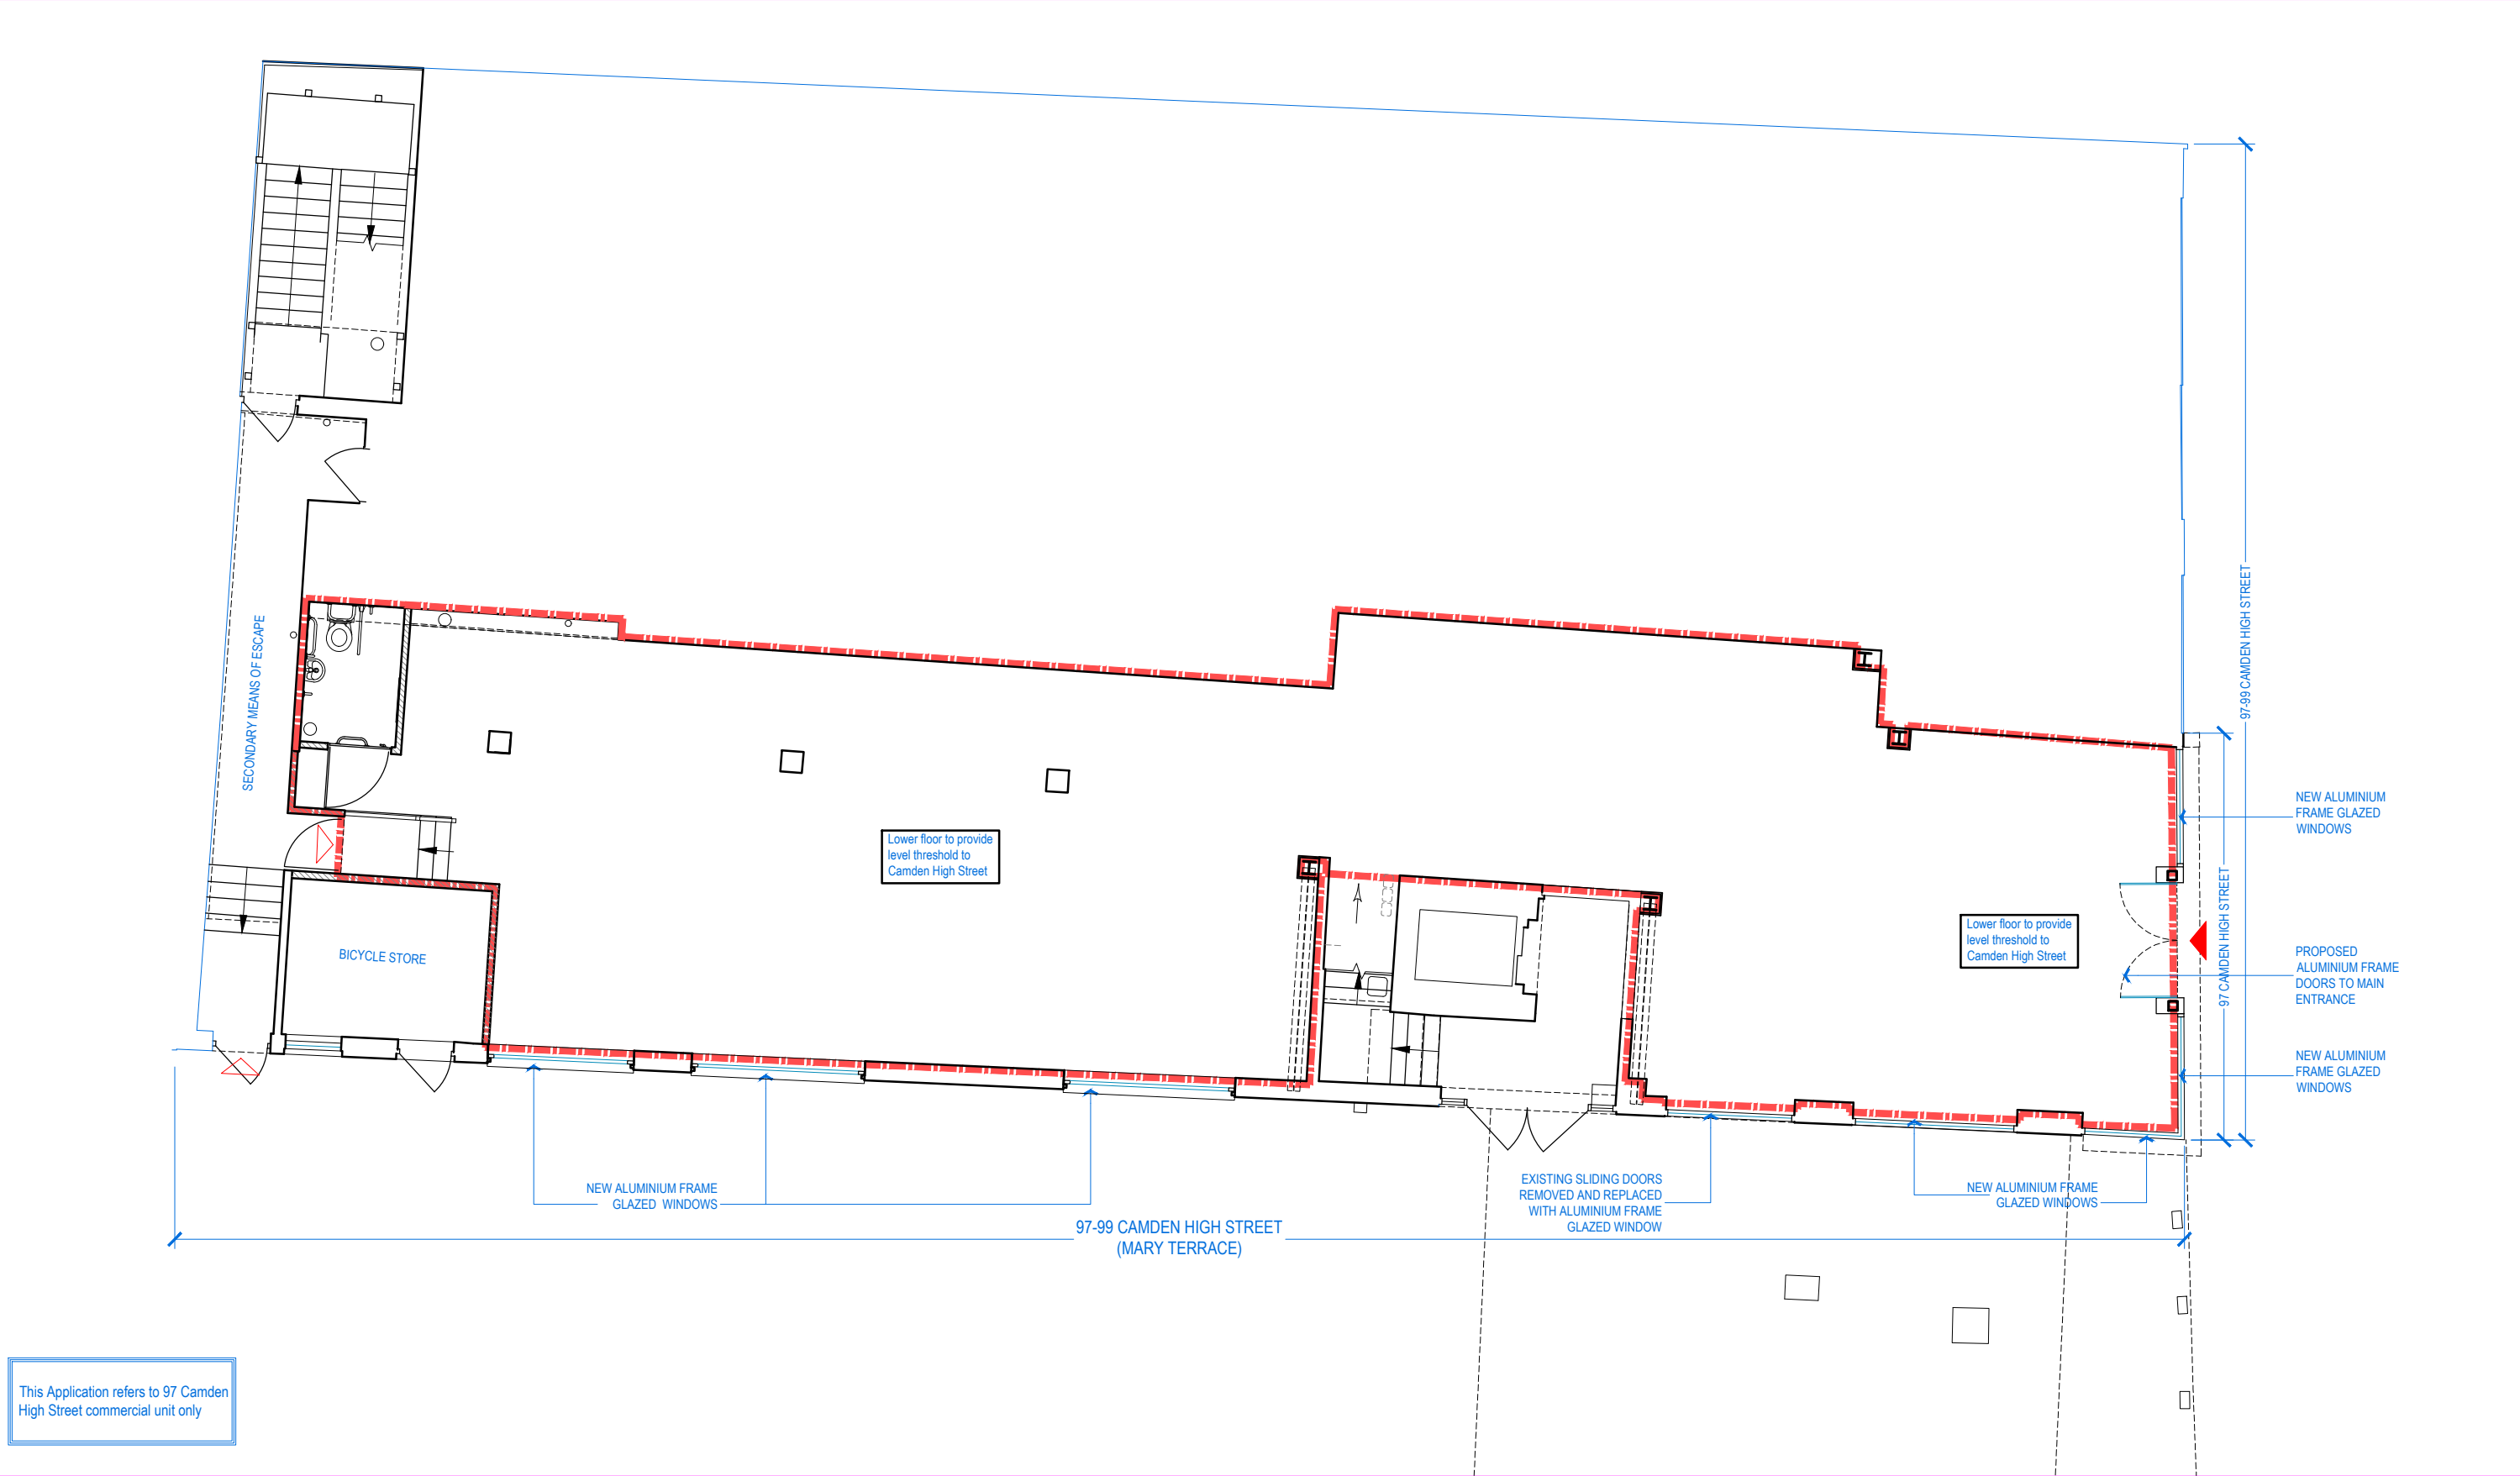 97-99 CAMDEN HIGH STREET
SECONDARY MEANS OF ESCAPE
NEW ALUMINIUM
FRAME GLAZED
WINDOWS
Lower floor to provide
level threshold to
Camden High Street
97 CAMDEN HIGH STREET
Lower floor to provide
level threshold to
Camden High Street
BICYCLE STORE
PROPOSED
ALUMINIUM FRAME
DOORS TO MAIN
ENTRANCE
NEW ALUMINIUM
FRAME GLAZED
WINDOWS
NEW ALUMINIUM FRAME
GLAZED WINDOWS
EXISTING SLIDING DOORS
REMOVED AND REPLACED
WITH ALUMINIUM FRAME
GLAZED WINDOW
NEW ALUMINIUM FRAME
GLAZED WINDOWS
97-99 CAMDEN HIGH STREET
(MARY TERRACE)
This Application refers to 97 Camden
High Street commercial unit only